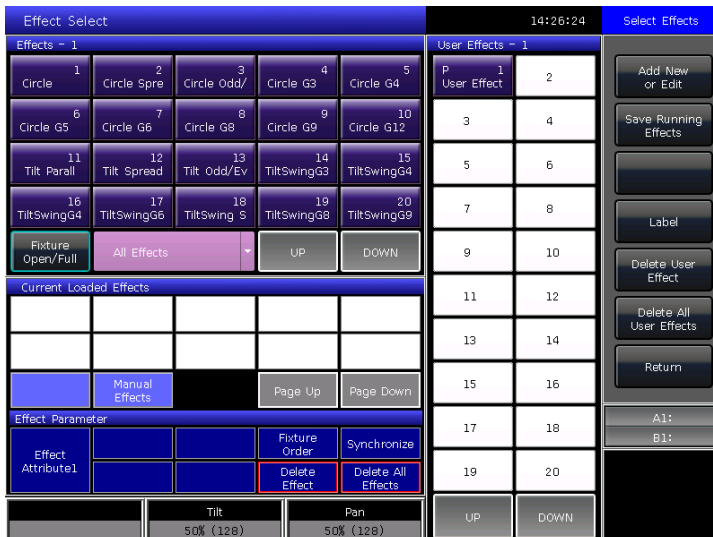 Effect Select
14:26:24
Select Effects
Effects - 1
1
Circle
2
Circle Spre
3
Circle Odd/
4
Circle G3
5
Circle G4
6
Circle G5
7
Circle G6
8
Circle G8
9
Circle G9
10
Circle G12
11
Tilt Parall
12
Tilt Spread
13
Tilt Odd/Ev
14
TiltSwingG3
15
TiltSwingG4
16
TiltSwingG4
17
TiltSwingG6
18
TiltSwing S
19
TiltSwingG8
20
TiltSwingG9
Fixture
Open/Full
All Effects
UP
DOWN
Current Loaded Effects
Manual
Effects
Page Up
Page Down
Effect Parameter
Effect
Attribute1
Fixture
Order
Synchronize
Delete
Effect
Delete All
Effects
Tilt
50% (128)
Pan
50% (128)
User Effects - 1
P 1
User Effect
2
3
4
5
6
7
8
9
10
11
12
13
14
15
16
17
18
19
20
UP
DOWN
Add New
or Edit
Save Running
Effects
Label
Delete User
Effect
Delete All
User Effects
Return
A1:
B1: